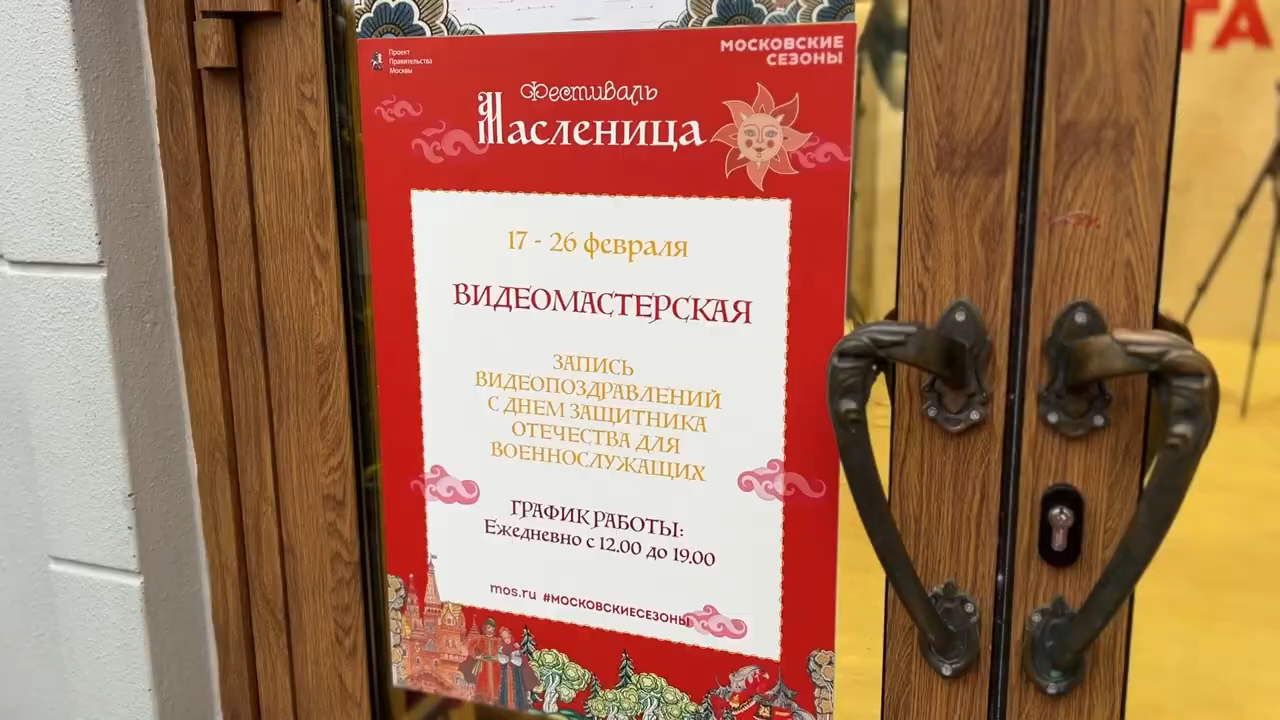 Проект
Правительства
Москвы
МОСКОВСКИЕ
СЕЗОНЫ
Фестиваль
Масленица
17 - 26 февраля
ВИДЕОМАСТЕРСКАЯ
ЗАПИСЬ
ВИДЕОПОЗДРАВЛЕНИЙ
С ДНЕМ ЗАЩИТНИКА
ОТЕЧЕСТВА ДЛЯ
ВОЕННОСЛУЖАЩИХ
ГРАФИК РАБОТЫ:
Ежедневно с 12.00 до 19.00
mos.ru #МОСКОВСКИЕСЕЗОНЫ